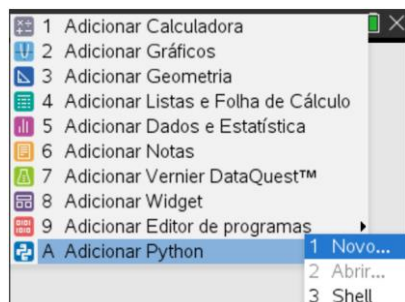 1 Adicionar Calculadora
2 Adicionar Gráficos
3 Adicionar Geometria
4 Adicionar Listas e Folha de Cálculo
5 Adicionar Dados e Estatística
6 Adicionar Notas
7 Adicionar Vernier DataQuest™
8 Adicionar Widget
9 Adicionar Editor de programas
A Adicionar Python
1 Novo...
2 Abrir...
3 Shell